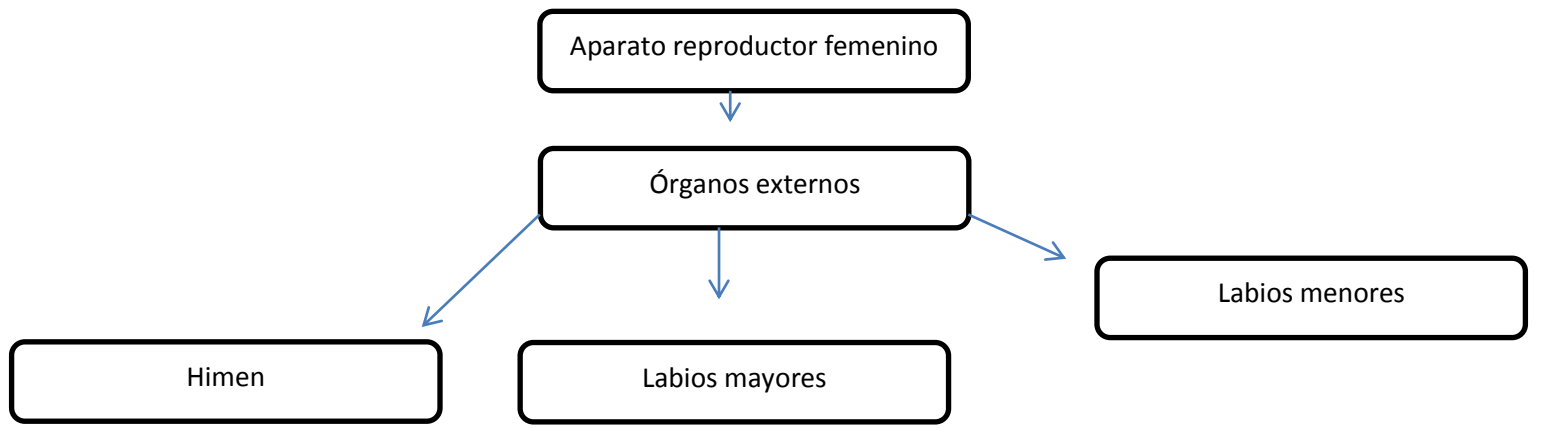 Aparato reproductor femenino
Órganos externos
Labios menores
Himen
Labios mayores